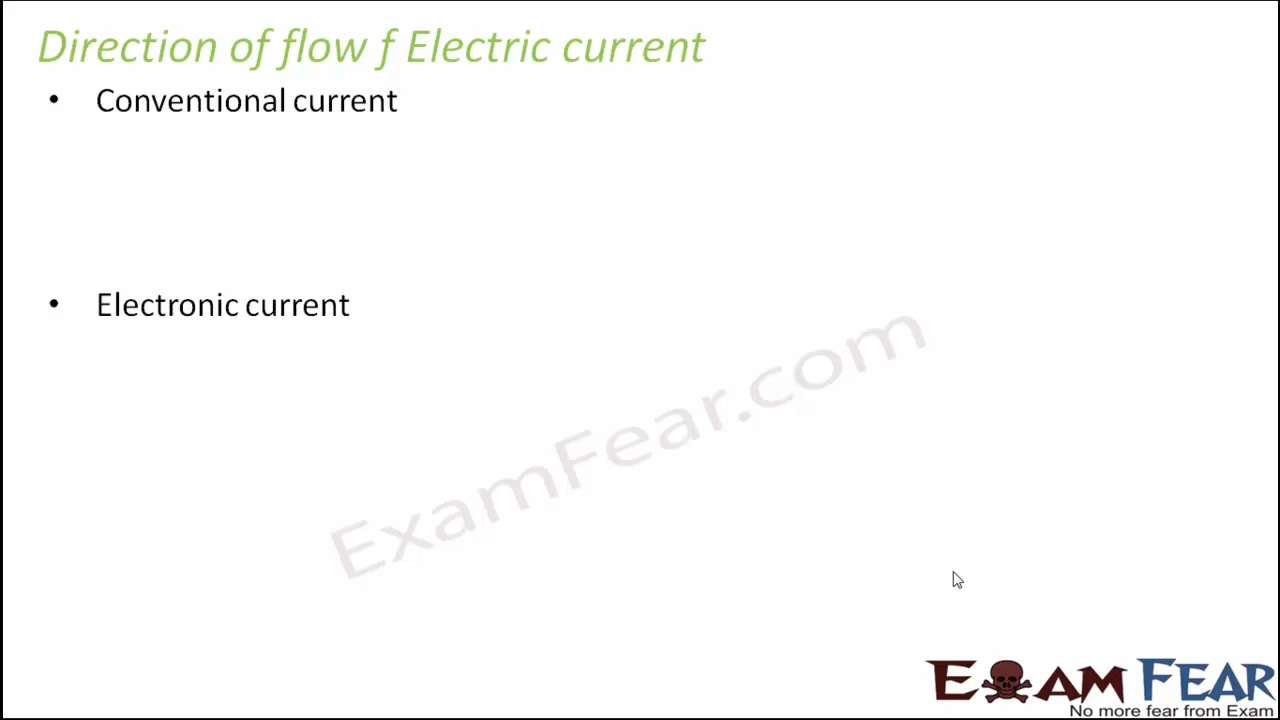 Direction of flow f Electric current
• Conventional current
• Electronic current
ExamFear.com
EXAM FEAR
No more fear from Exam